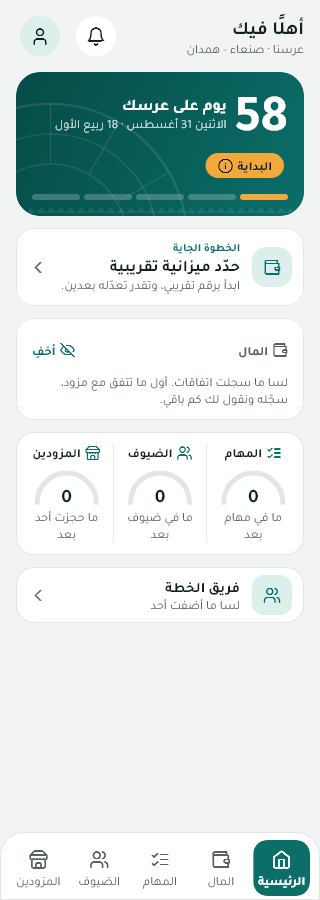 أهلًا فيك
عرسنا · صنعاء - همدان
58
يوم على عرسك
الاثنين 31 أغسطس · 18 ربيع الأول
البداية
الخطوة الجاية
حدّد ميزانية تقريبية
ابدأ برقم تقريبي، وتقدر تعدّله بعدين.
المال
أخفِ
لسا ما سجلت اتفاقات. أول ما تتفق مع مزود،
سجّله ونقول لك كم باقي.
المهام
0
ما في مهام
بعد
الضيوف
0
ما في ضيوف
بعد
المزودين
0
ما حجزت أحد
بعد
فريق الخطة
لسا ما أضفت أحد
الرئيسية
المال
المهام
الضيوف
المزودين